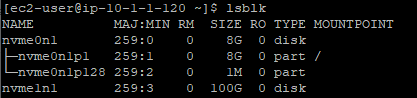 [ec2-user@ip-10-1-1-120 ~]$ lsblk
NAME          MAJ:MIN RM  SIZE RO TYPE MOUNTPOINT
nvme0n1       259:0    0    8G  0 disk
├─nvme0n1p1   259:1    0    8G  0 part /
└─nvme0n1p128 259:2    0    1M  0 part
nvme1n1       259:3    0  100G  0 disk